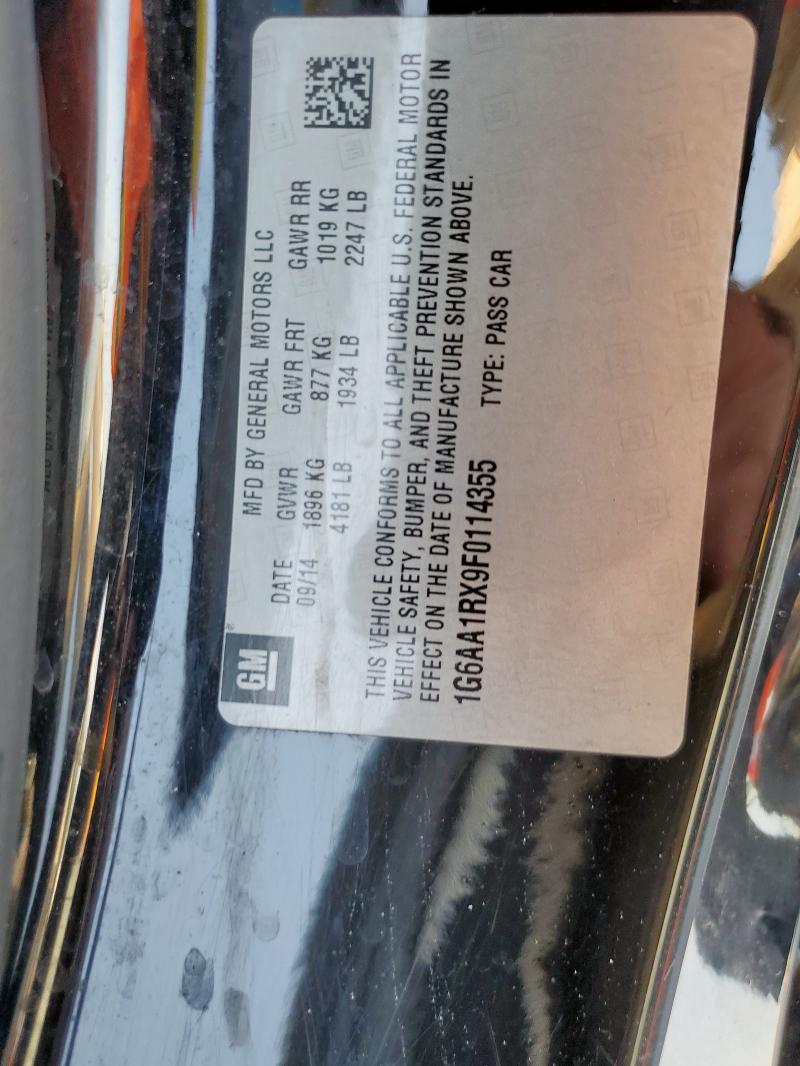 GM
MFD BY GENERAL MOTORS LLC
DATE GVWR GAWR FRT GAWR RR
09/14 1896 KG 877 KG 1019 KG
4181 LB 1934 LB 2247 LB
THIS VEHICLE CONFORMS TO ALL APPLICABLE U.S. FEDERAL MOTOR
VEHICLE SAFETY, BUMPER, AND THEFT PREVENTION STANDARDS IN
EFFECT ON THE DATE OF MANUFACTURE SHOWN ABOVE.
1G6AA1RX9F0114355 TYPE: PASS CAR